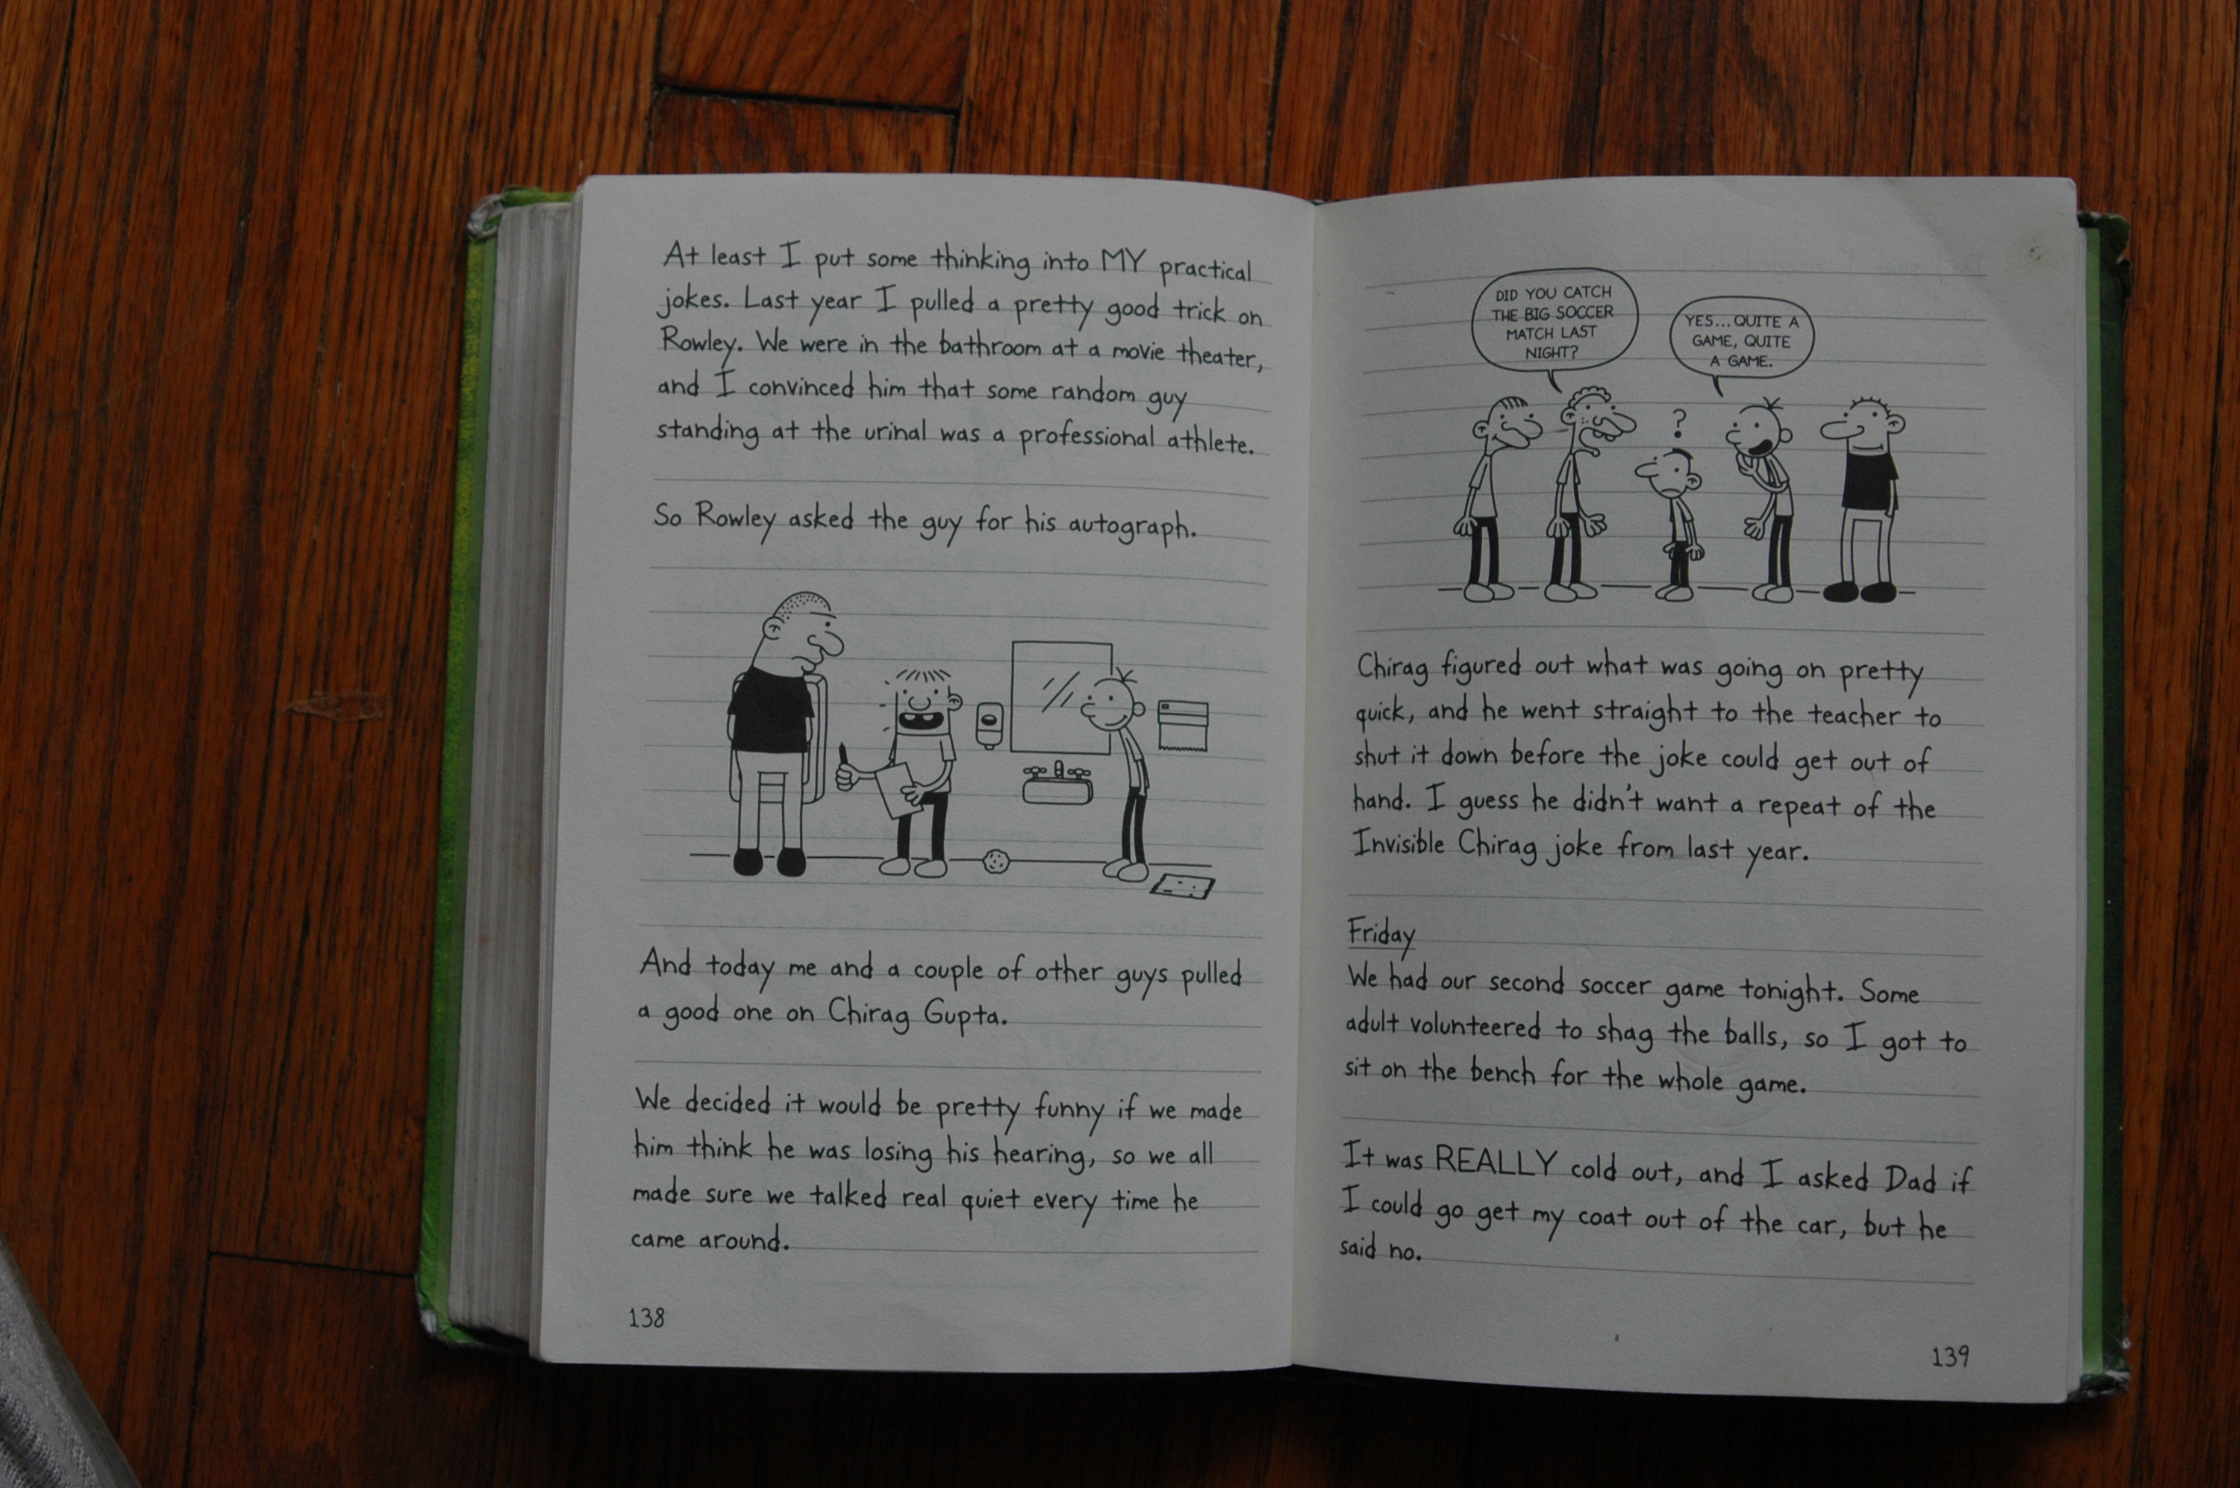 At least I put some thinking into MY practical
jokes. Last year I pulled a pretty good trick on
Rowley. We were in the bathroom at a movie theater,
and I convinced him that some random guy
standing at the urinal was a professional athlete.
So Rowley asked the guy for his autograph.
And today me and a couple of other guys pulled
a good one on Chirag Gupta.
We decided it would be pretty funny if we made
him think he was losing his hearing, so we all
made sure we talked real quiet every time he
came around.
138
DID YOU CATCH
THE BIG SOCCER
MATCH LAST
NIGHT?
?
YES...QUITE A
GAME, QUITE
A GAME.
Chirag figured out what was going on pretty
quick, and he went straight to the teacher to
shut it down before the joke could get out of
hand. I guess he didn't want a repeat of the
Invisible Chirag joke from last year.
Friday
We had our second soccer game tonight. Some
adult volunteered to shag the balls, so I got to
sit on the bench for the whole game.
It was REALLY cold out, and I asked Dad if
I could go get my coat out of the car, but he
said no.
139